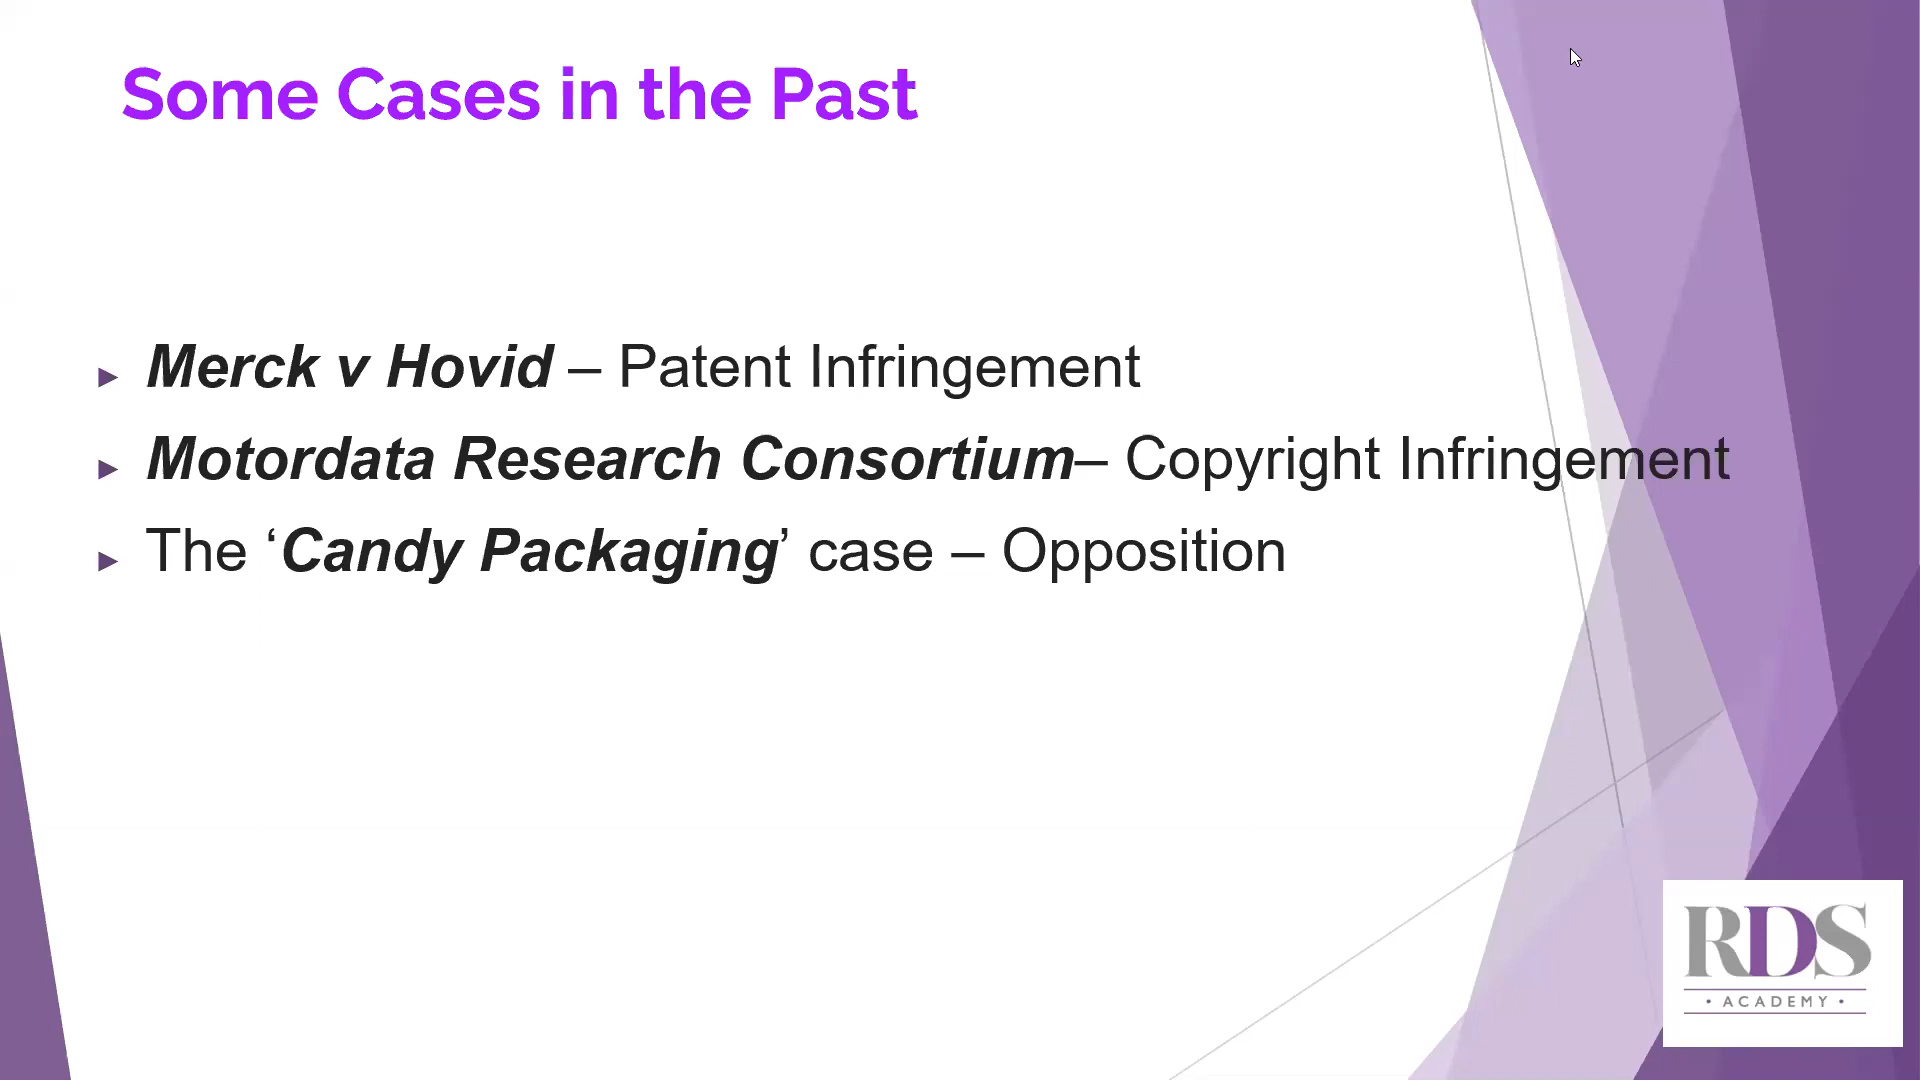 Some Cases in the Past
▸ Merck v Hovid – Patent Infringement
▸ Motordata Research Consortium– Copyright Infringement
▸ The ‘Candy Packaging’ case – Opposition
RDS
• ACADEMY •